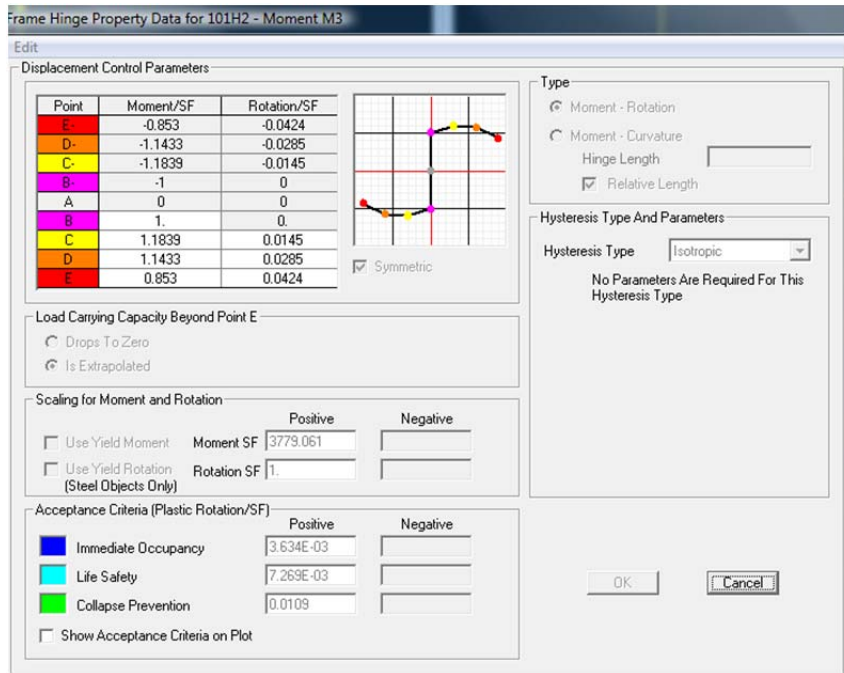 Frame Hinge Property Data for 101H2 - Moment M3
Edit
Displacement Control Parameters
Point Moment/SF Rotation/SF
E- -0.853 -0.0424
D- -1.1433 -0.0285
C- -1.1839 -0.0145
B- -1 0
A 0 0
B 1. 0.
C 1.1839 0.0145
D 1.1433 0.0285
E 0.853 0.0424
Symmetric
Load Carrying Capacity Beyond Point E
Drops To Zero
Is Extrapolated
Scaling for Moment and Rotation
Positive Negative
Use Yield Moment Moment SF 3779.061
Use Yield Rotation Rotation SF 1.
(Steel Objects Only)
Acceptance Criteria (Plastic Rotation/SF)
Positive Negative
Immediate Occupancy 3.634E-03
Life Safety 7.269E-03
Collapse Prevention 0.0109
Show Acceptance Criteria on Plot
Type
Moment - Rotation
Moment - Curvature
Hinge Length
Relative Length
Hysteresis Type And Parameters
Hysteresis Type Isotropic
No Parameters Are Required For This
Hysteresis Type
OK Cancel